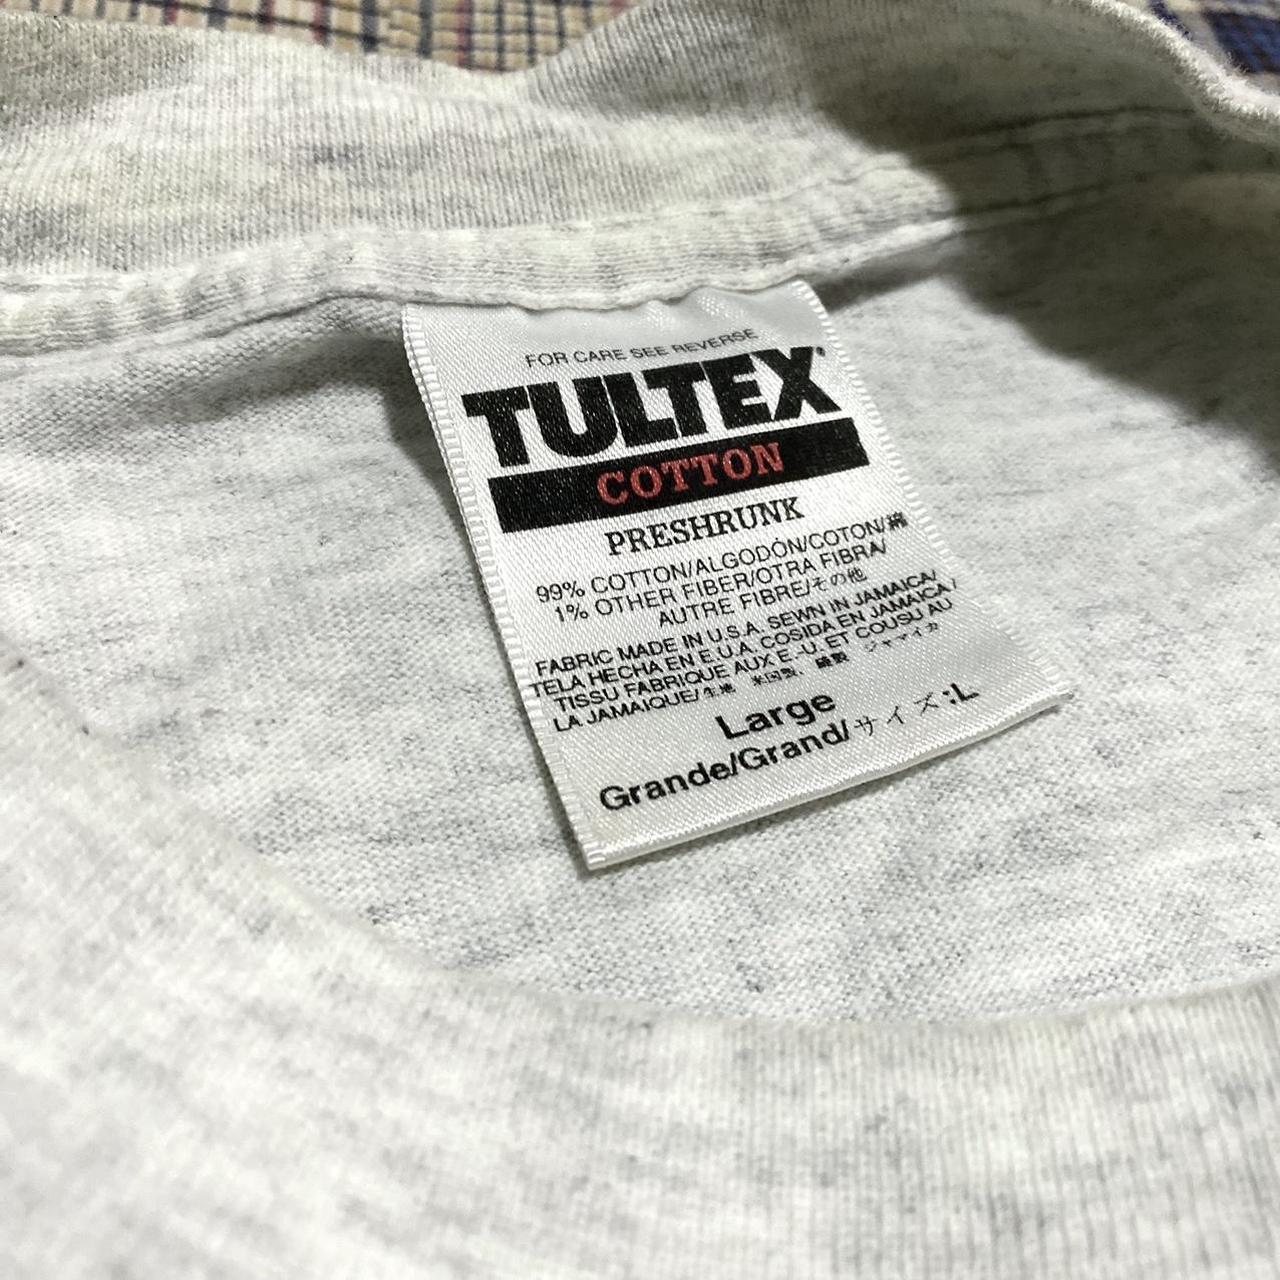 FOR CARE SEE REVERSE
TULTEX
COTTON
PRESHRUNK
99% COTTON/ALGODÓN/COTON/綿
1% OTHER FIBER/OTRA FIBRA/
AUTRE FIBRE/その他
FABRIC MADE IN U.S.A. SEWN IN JAMAICA/
TELA HECHA EN E.U.A. COSIDA EN JAMAICA/
TISSU FABRIQUE AUX E.-U. ET COUSU AU
LA JAMAIQUE/生地 米国製, 縫製 ジャマイカ
Large
Grande/Grand/サイズ:L